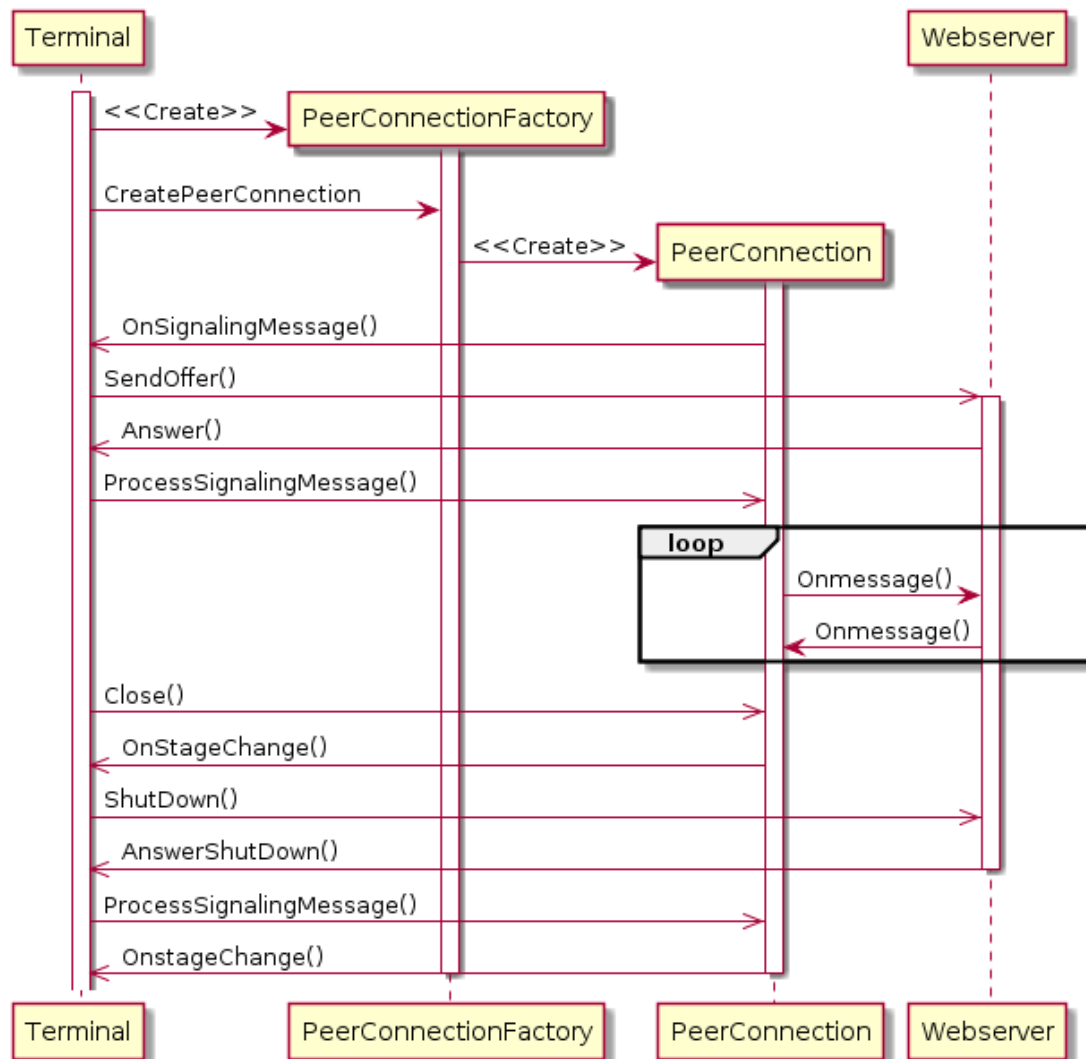 Terminal
Webserver
<<Create>>
PeerConnectionFactory
CreatePeerConnection
<<Create>>
PeerConnection
OnSignalingMessage()
SendOffer()
Answer()
ProcessSignalingMessage()
loop
Onmessage()
Onmessage()
Close()
OnStageChange()
ShutDown()
AnswerShutDown()
ProcessSignalingMessage()
OnstageChange()
Terminal
PeerConnectionFactory
PeerConnection
Webserver